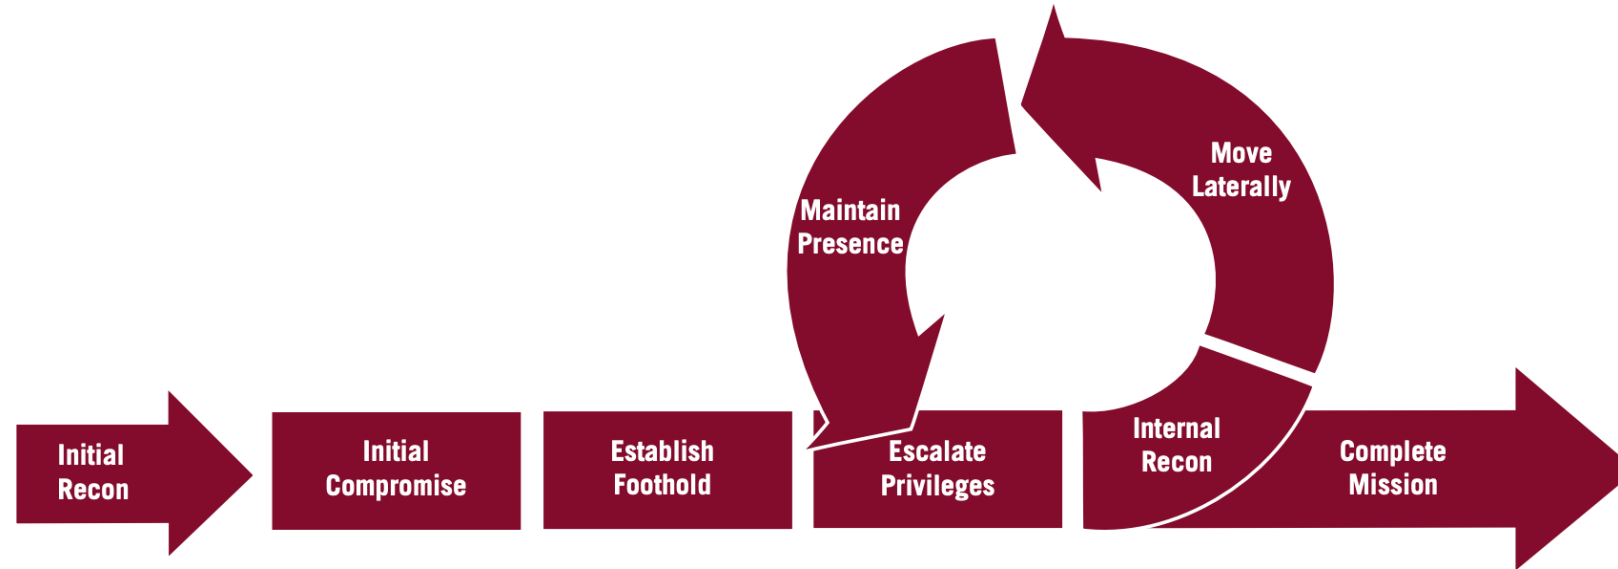 Initial
Recon
Initial
Compromise
Establish
Foothold
Escalate
Privileges
Internal
Recon
Move
Laterally
Maintain
Presence
Complete
Mission